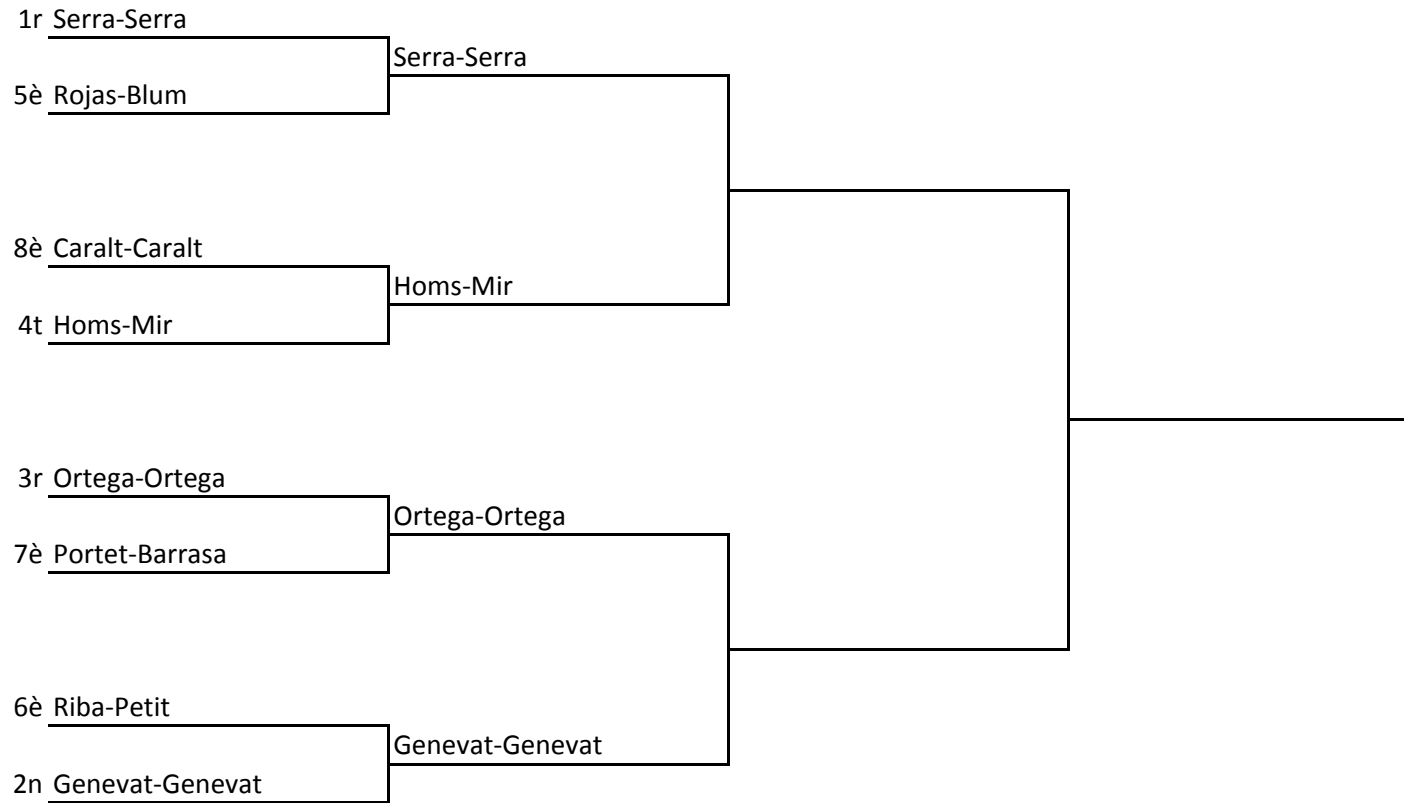 1r Serra-Serra
Serra-Serra
5è Rojas-Blum
8è Caralt-Caralt
Homs-Mir
4t Homs-Mir
3r Ortega-Ortega
Ortega-Ortega
7è Portet-Barrasa
6è Riba-Petit
Genevat-Genevat
2n Genevat-Genevat